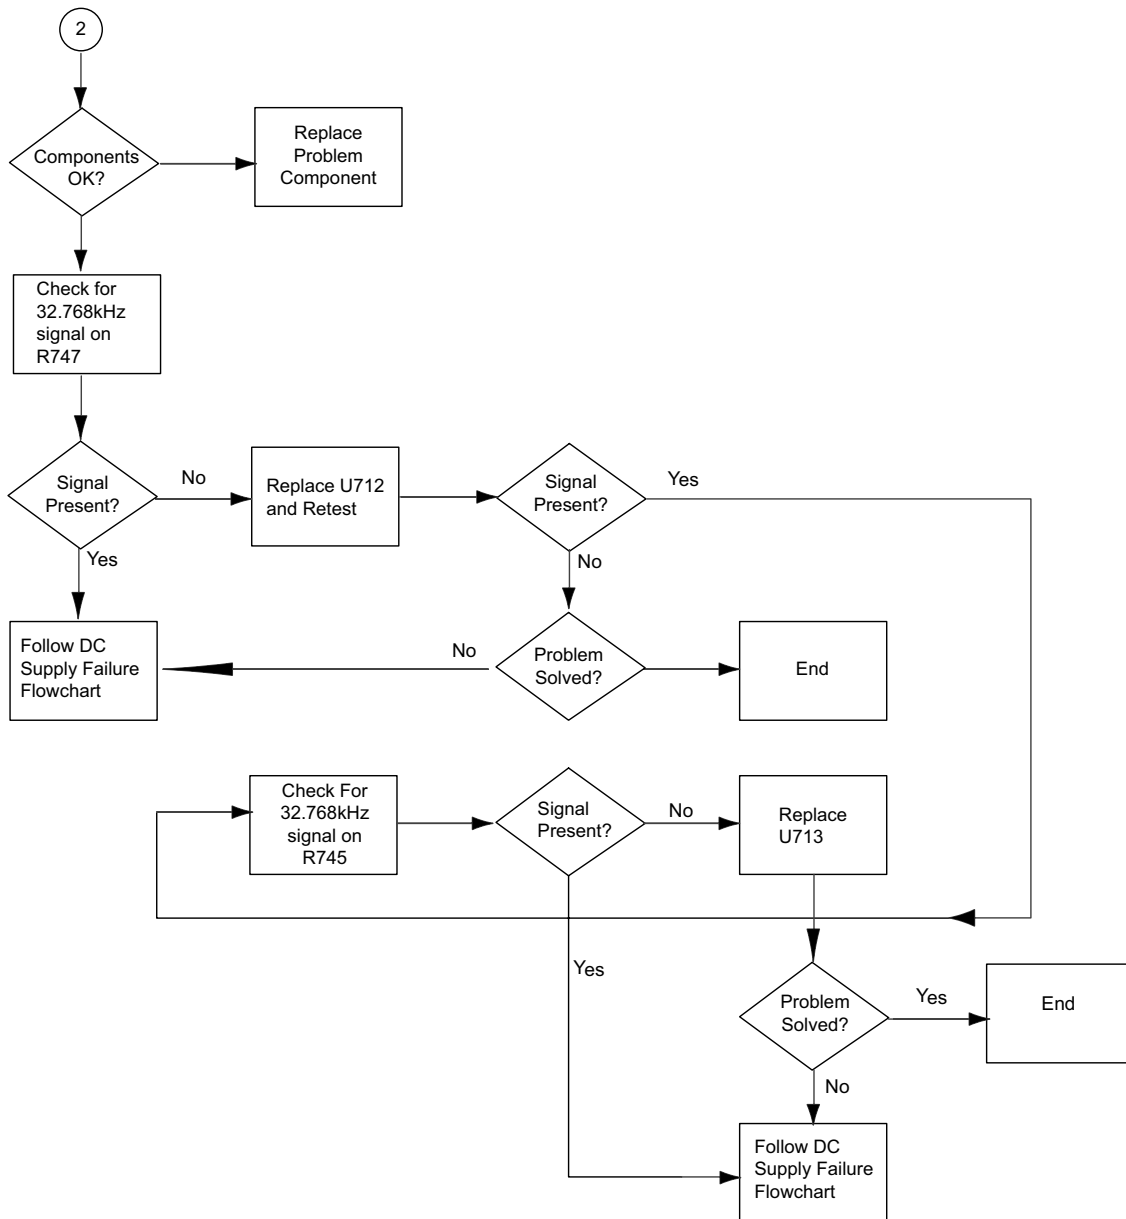 2
Components
OK?
Replace
Problem
Component
Check for
32.768kHz
signal on
R747
Signal
Present?
No
Replace U712
and Retest
Signal
Present?
Yes
Yes
No
Follow DC
Supply Failure
Flowchart
No
Problem
Solved?
End
Check For
32.768kHz
signal on
R745
Signal
Present?
No
Replace
U713
Yes
Problem
Solved?
Yes
End
No
Follow DC
Supply Failure
Flowchart